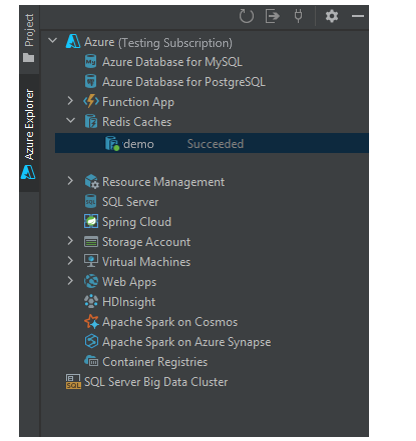 Project
Azure Explorer
Azure (Testing Subscription)
Azure Database for MySQL
Azure Database for PostgreSQL
Function App
Redis Caches
demo Succeeded
Resource Management
SQL Server
Spring Cloud
Storage Account
Virtual Machines
Web Apps
HDInsight
Apache Spark on Cosmos
Apache Spark on Azure Synapse
Container Registries
SQL Server Big Data Cluster